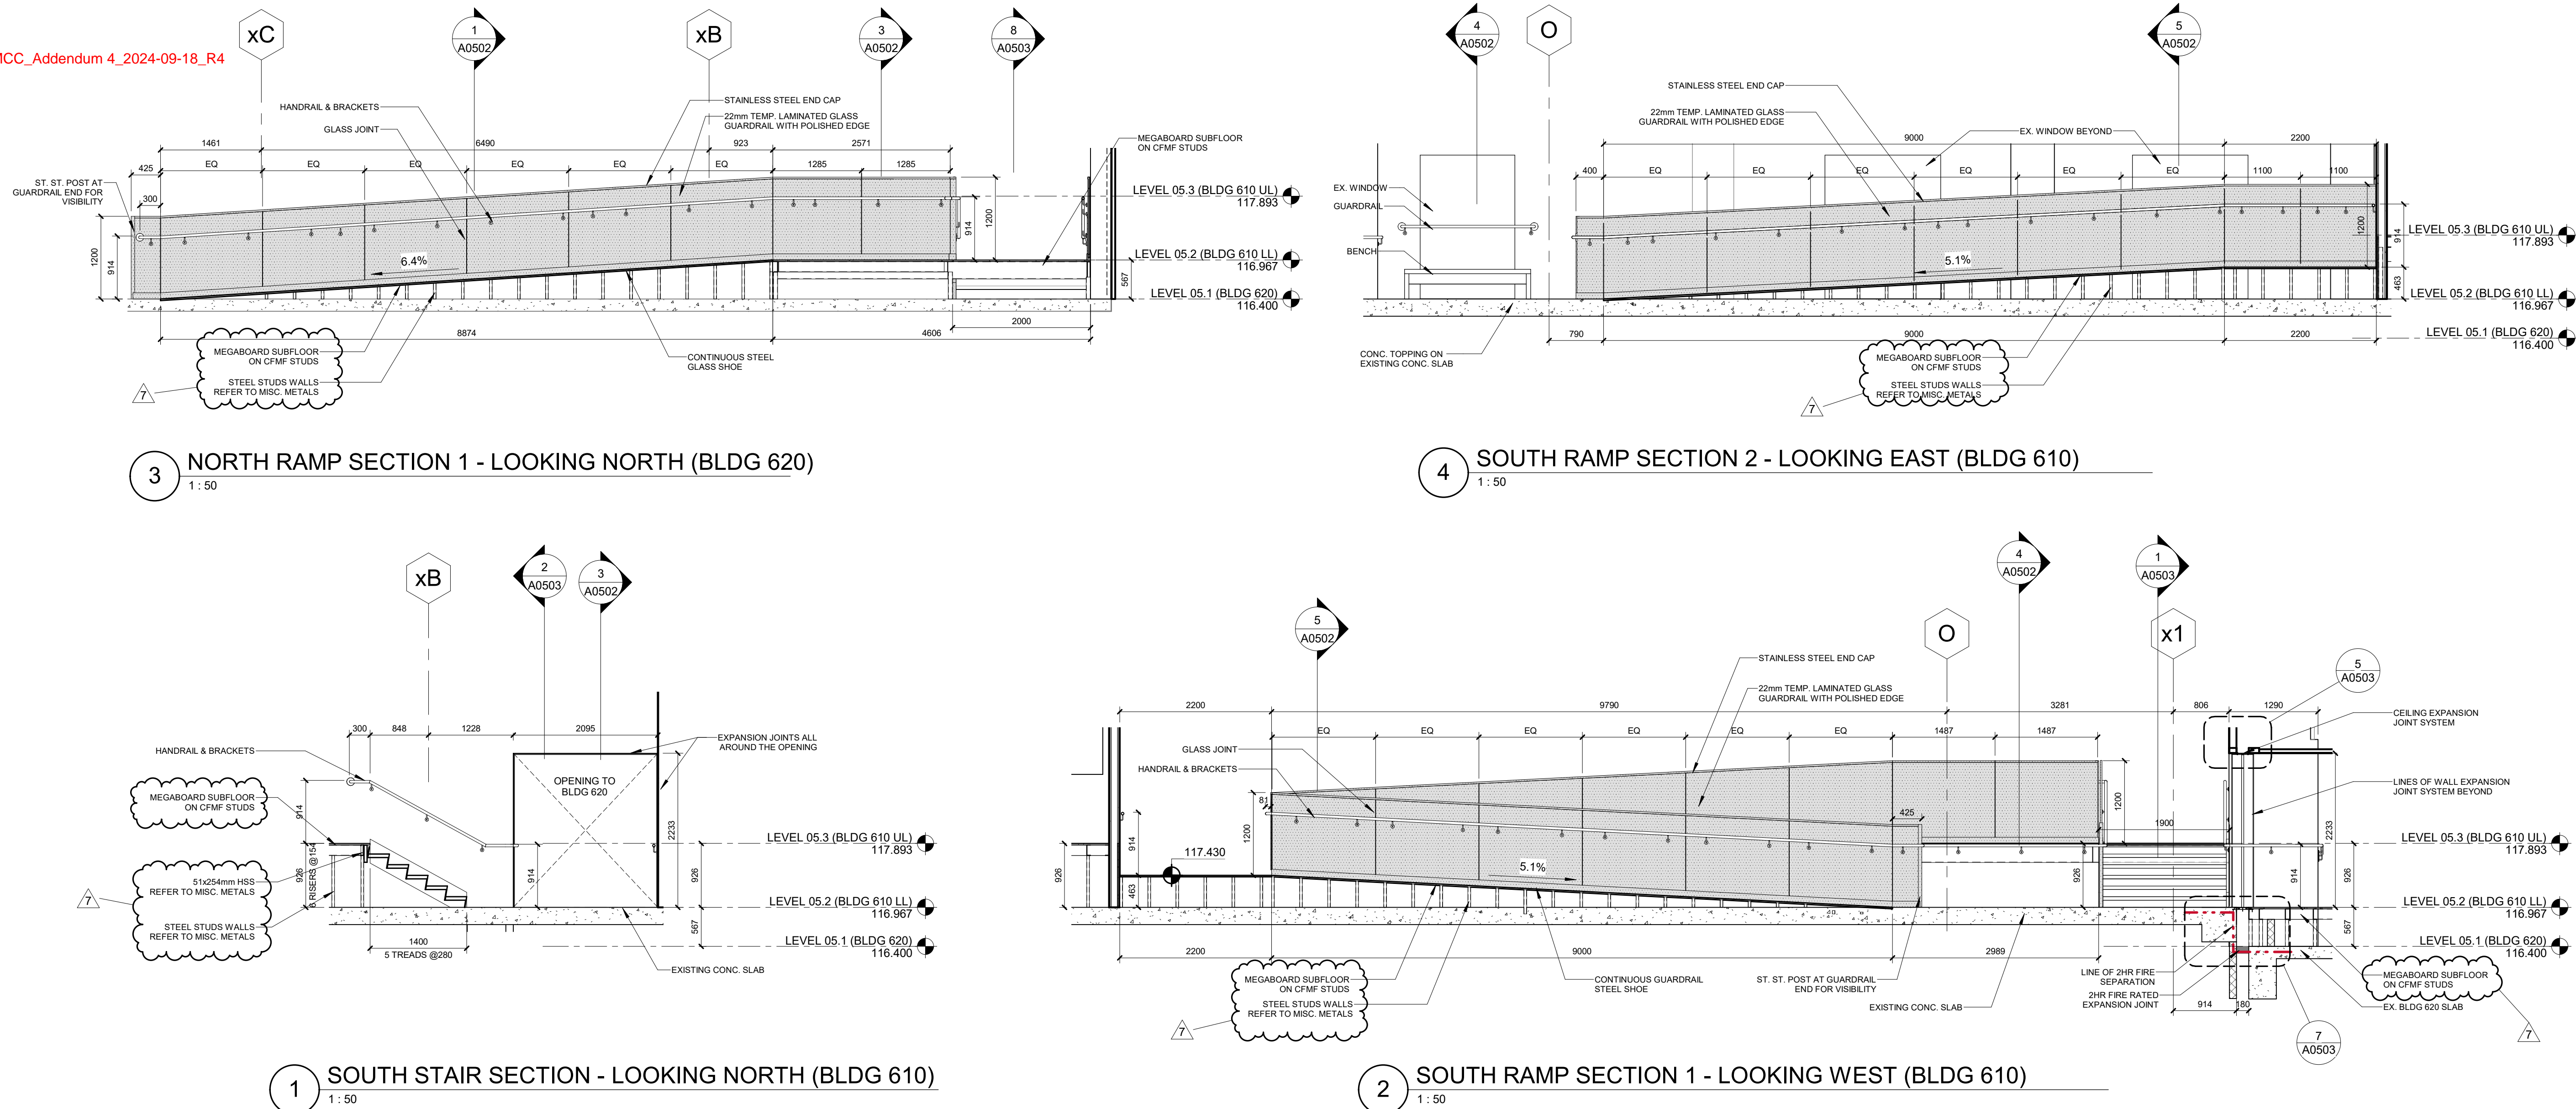 MCC_Addendum 4_2024-09-18_R4
xC
1
A0502
xB
3
A0502
8
A0503
HANDRAIL & BRACKETS
GLASS JOINT
STAINLESS STEEL END CAP
22mm TEMP. LAMINATED GLASS
GUARDRAIL WITH POLISHED EDGE
MEGABOARD SUBFLOOR
ON CFMF STUDS
1461
6490
923
2571
425
EQ
EQ
EQ
EQ
EQ
EQ
1285
1285
ST. ST. POST AT
GUARDRAIL END FOR
VISIBILITY
300
1200
914
6.4%
914
1200
567
LEVEL 05.3 (BLDG 610 UL)
117.893
LEVEL 05.2 (BLDG 610 LL)
116.967
LEVEL 05.1 (BLDG 620)
116.400
2000
8874
4606
MEGABOARD SUBFLOOR
ON CFMF STUDS
STEEL STUDS WALLS
REFER TO MISC. METALS
7
CONTINUOUS STEEL
GLASS SHOE
3
NORTH RAMP SECTION 1 - LOOKING NORTH (BLDG 620)
1 : 50
4
A0502
O
5
A0502
STAINLESS STEEL END CAP
22mm TEMP. LAMINATED GLASS
GUARDRAIL WITH POLISHED EDGE
EX. WINDOW BEYOND
9000
2200
400
EQ
EQ
EQ
EQ
EQ
EQ
1100
1100
EX. WINDOW
GUARDRAIL
BENCH
5.1%
1200
914
463
LEVEL 05.3 (BLDG 610 UL)
117.893
LEVEL 05.2 (BLDG 610 LL)
116.967
LEVEL 05.1 (BLDG 620)
116.400
790
9000
2200
CONC. TOPPING ON
EXISTING CONC. SLAB
MEGABOARD SUBFLOOR
ON CFMF STUDS
STEEL STUDS WALLS
REFER TO MISC. METALS
7
4
SOUTH RAMP SECTION 2 - LOOKING EAST (BLDG 610)
1 : 50
xB
2
A0503
3
A0502
300
848
1228
2095
HANDRAIL & BRACKETS
EXPANSION JOINTS ALL
AROUND THE OPENING
OPENING TO
BLDG 620
MEGABOARD SUBFLOOR
ON CFMF STUDS
914
2233
926
6 RISERS @154
914
926
567
LEVEL 05.3 (BLDG 610 UL)
117.893
LEVEL 05.2 (BLDG 610 LL)
116.967
LEVEL 05.1 (BLDG 620)
116.400
51x254mm HSS
REFER TO MISC. METALS
STEEL STUDS WALLS
REFER TO MISC. METALS
7
1400
5 TREADS @280
EXISTING CONC. SLAB
1
SOUTH STAIR SECTION - LOOKING NORTH (BLDG 610)
1 : 50
5
A0502
O
4
A0502
x1
1
A0503
5
A0503
STAINLESS STEEL END CAP
22mm TEMP. LAMINATED GLASS
GUARDRAIL WITH POLISHED EDGE
2200
9790
3281
806
1290
CEILING EXPANSION
JOINT SYSTEM
EQ
EQ
EQ
EQ
EQ
EQ
1487
1487
GLASS JOINT
HANDRAIL & BRACKETS
LINES OF WALL EXPANSION
JOINT SYSTEM BEYOND
81
1200
914
425
1200
1900
2233
117.430
926
463
5.1%
926
914
926
567
LEVEL 05.3 (BLDG 610 UL)
117.893
LEVEL 05.2 (BLDG 610 LL)
116.967
LEVEL 05.1 (BLDG 620)
116.400
2200
9000
2989
MEGABOARD SUBFLOOR
ON CFMF STUDS
STEEL STUDS WALLS
REFER TO MISC. METALS
7
CONTINUOUS GUARDRAIL
STEEL SHOE
ST. ST. POST AT GUARDRAIL
END FOR VISIBILITY
EXISTING CONC. SLAB
LINE OF 2HR FIRE
SEPARATION
2HR FIRE RATED
EXPANSION JOINT
914
180
MEGABOARD SUBFLOOR
ON CFMF STUDS
EX. BLDG 620 SLAB
7
7
A0503
2
SOUTH RAMP SECTION 1 - LOOKING WEST (BLDG 610)
1 : 50